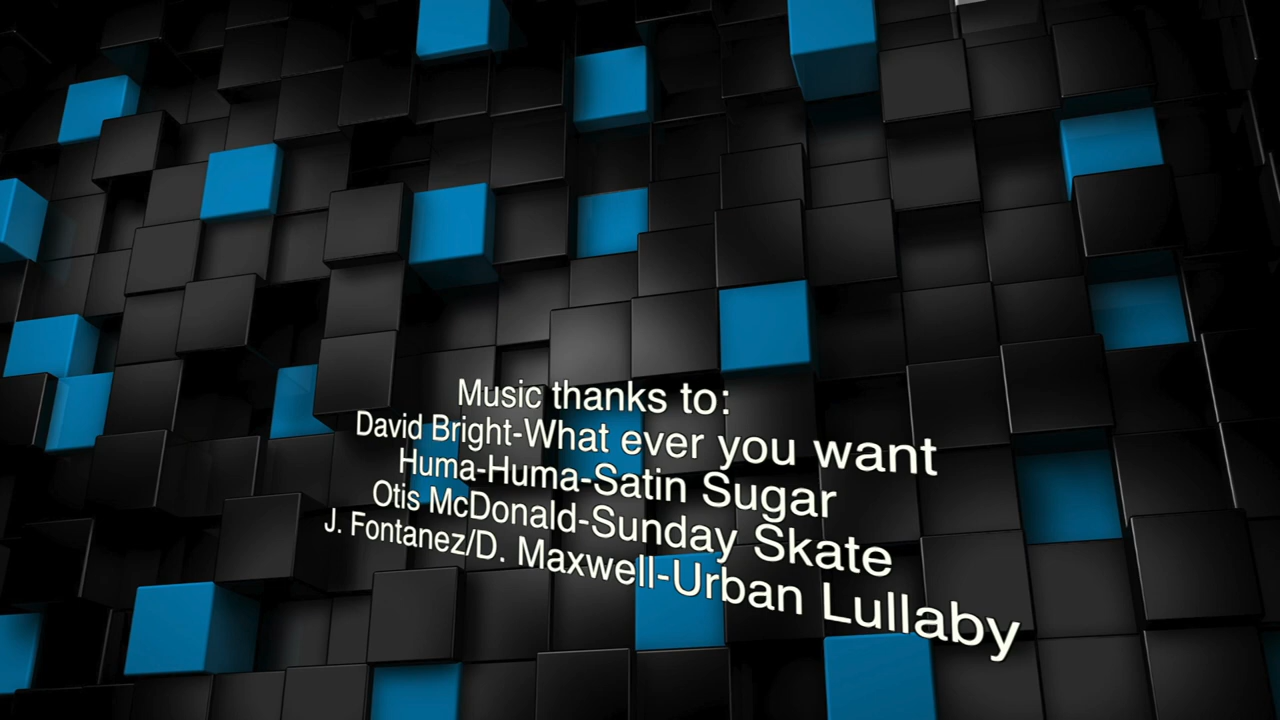 Music thanks to:
David Bright-What ever you want
Huma-Huma-Satin Sugar
Otis McDonald-Sunday Skate
J. Fontanez/D. Maxwell-Urban Lullaby